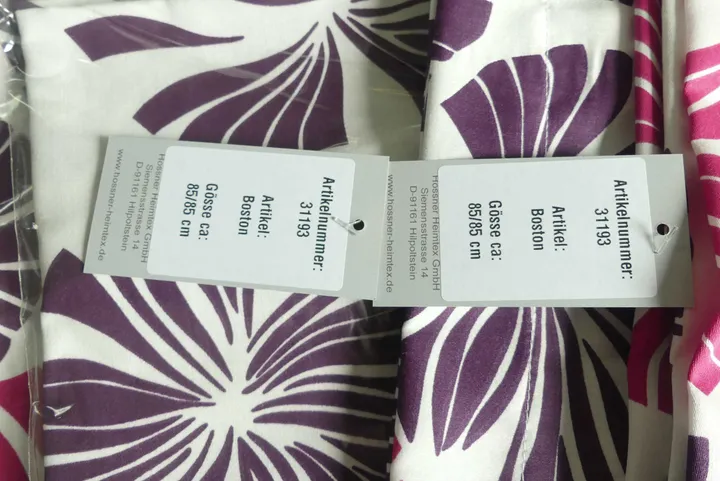 Artikelnummer:
31193
Artikel:
Boston
Gösse ca:
85/85 cm
Hossner Heimtex GmbH
Siemensstrasse 14
D-91161 Hilpoltstein
www.hossner-heimtex.de
Artikelnummer:
31193
Artikel:
Boston
Gösse ca:
85/85 cm
Hossner Heimtex GmbH
Siemensstrasse 14
D-91161 Hilpoltstein
www.hossner-heimtex.de